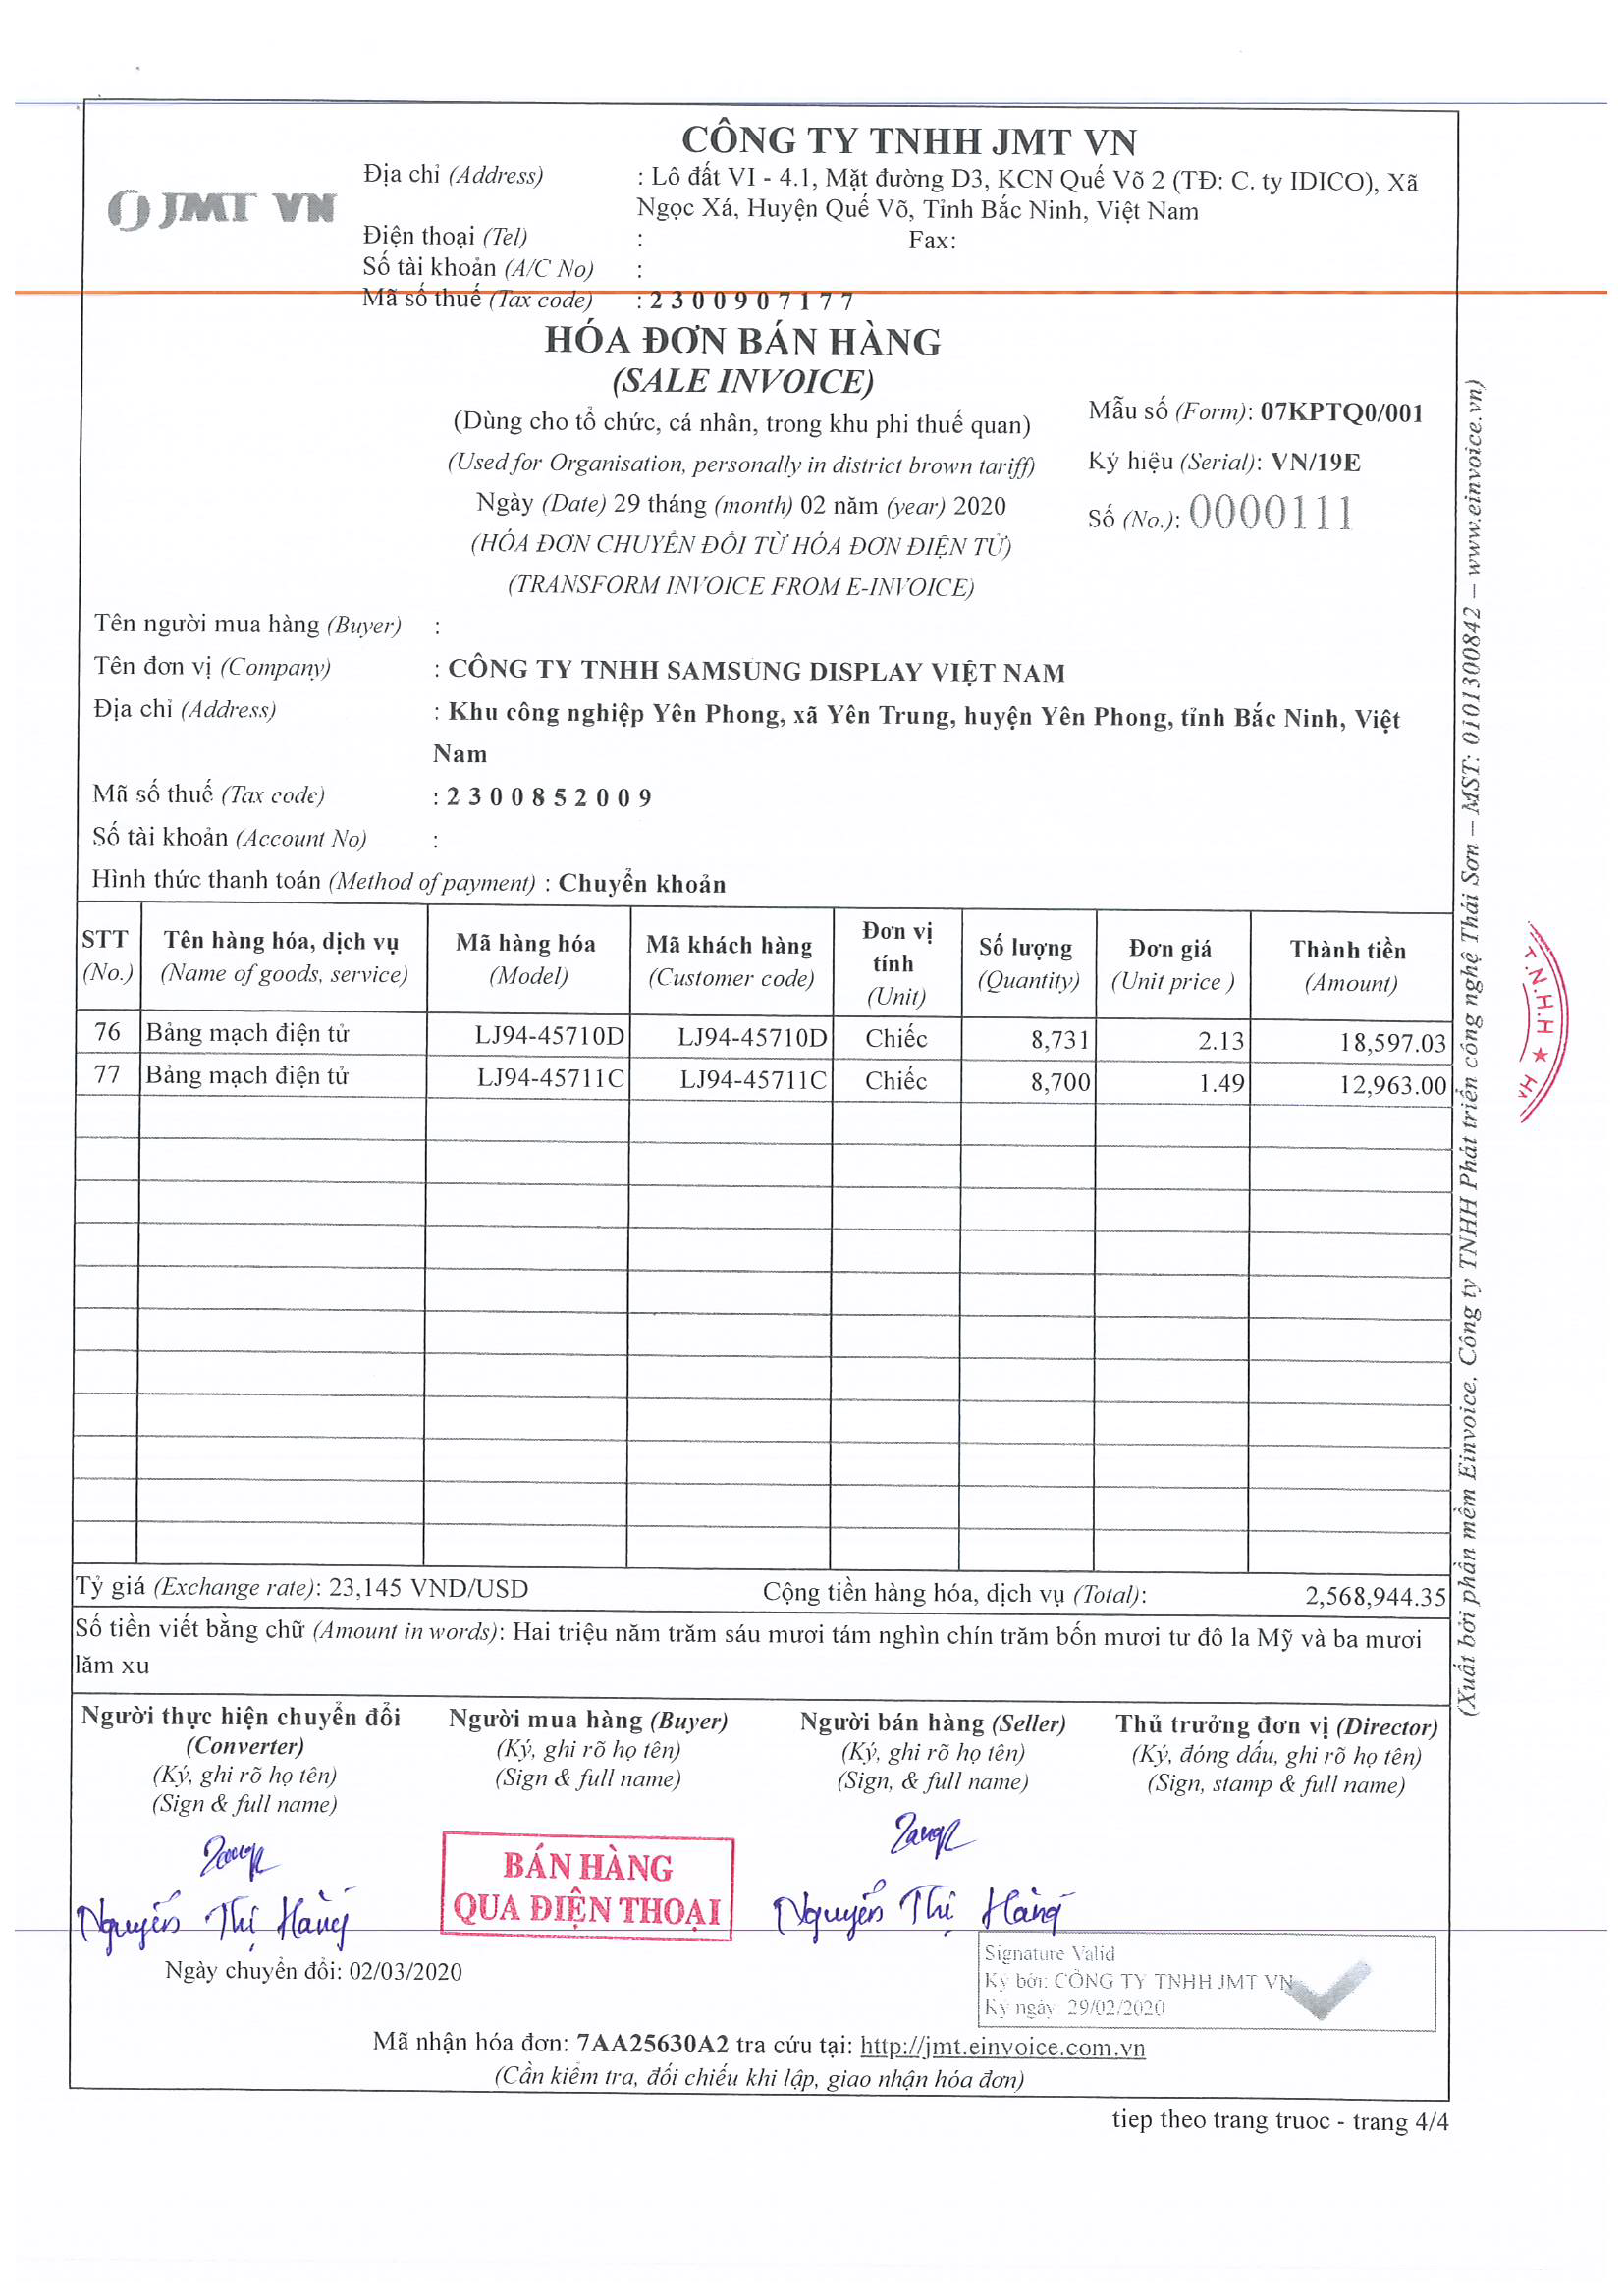 CÔNG TY TNHH JMT VN
JMT VN
Địa chỉ (Address) : Lô đất VI - 4.1, Mặt đường D3, KCN Quế Võ 2 (TĐ: C. ty IDICO), Xã
Ngọc Xá, Huyện Quế Võ, Tỉnh Bắc Ninh, Việt Nam
Điện thoại (Tel) : Fax:
Số tài khoản (A/C No) :
Mã số thuế (Tax code) : 2 3 0 0 9 0 7 1 7 7
HÓA ĐƠN BÁN HÀNG
(SALE INVOICE)
(Dùng cho tổ chức, cá nhân, trong khu phi thuế quan)
(Used for Organisation, personally in district brown tariff)
Ngày (Date) 29 tháng (month) 02 năm (year) 2020
(HÓA ĐƠN CHUYỂN ĐỔI TỪ HÓA ĐƠN ĐIỆN TỬ)
(TRANSFORM INVOICE FROM E-INVOICE)
Mẫu số (Form): 07KPTQ0/001
Ký hiệu (Serial): VN/19E
Số (No.): 0000111
Tên người mua hàng (Buyer) :
Tên đơn vị (Company) : CÔNG TY TNHH SAMSUNG DISPLAY VIỆT NAM
Địa chỉ (Address) : Khu công nghiệp Yên Phong, xã Yên Trung, huyện Yên Phong, tỉnh Bắc Ninh, Việt
Nam
Mã số thuế (Tax code) : 2 3 0 0 8 5 2 0 0 9
Số tài khoản (Account No) :
Hình thức thanh toán (Method of payment) : Chuyển khoản
STT (No.) Tên hàng hóa, dịch vụ (Name of goods, service) Mã hàng hóa (Model) Mã khách hàng (Customer code) Đơn vị tính (Unit) Số lượng (Quantity) Đơn giá (Unit price ) Thành tiền (Amount)
76 Bảng mạch điện tử LJ94-45710D LJ94-45710D Chiếc 8,731 2.13 18,597.03
77 Bảng mạch điện tử LJ94-45711C LJ94-45711C Chiếc 8,700 1.49 12,963.00
Tỷ giá (Exchange rate): 23,145 VND/USD Cộng tiền hàng hóa, dịch vụ (Total): 2,568,944.35
Số tiền viết bằng chữ (Amount in words): Hai triệu năm trăm sáu mươi tám nghìn chín trăm bốn mươi tư đô la Mỹ và ba mươi
lăm xu
Người thực hiện chuyển đổi
(Converter)
(Ký, ghi rõ họ tên)
(Sign & full name)
Nguyễn Thị Hằng
Ngày chuyển đổi: 02/03/2020
Người mua hàng (Buyer)
(Ký, ghi rõ họ tên)
(Sign & full name)
BÁN HÀNG
QUA ĐIỆN THOẠI
Người bán hàng (Seller)
(Ký, ghi rõ họ tên)
(Sign, & full name)
Nguyễn Thị Hằng
Thủ trưởng đơn vị (Director)
(Ký, đóng dấu, ghi rõ họ tên)
(Sign, stamp & full name)
Signature Valid
Ký bởi: CÔNG TY TNHH JMT VN
Ký ngày 29/02/2020
Mã nhận hóa đơn: 7AA25630A2 tra cứu tại: http://jmt.einvoice.com.vn
(Cần kiểm tra, đối chiếu khi lập, giao nhận hóa đơn)
tiep theo trang truoc - trang 4/4
(Xuất bởi phần mềm Einvoice. Công ty TNHH Phát triển công nghệ Thái Sơn – MST: 0101300842 – www.einvoice.vn)
T.N.H.H ★